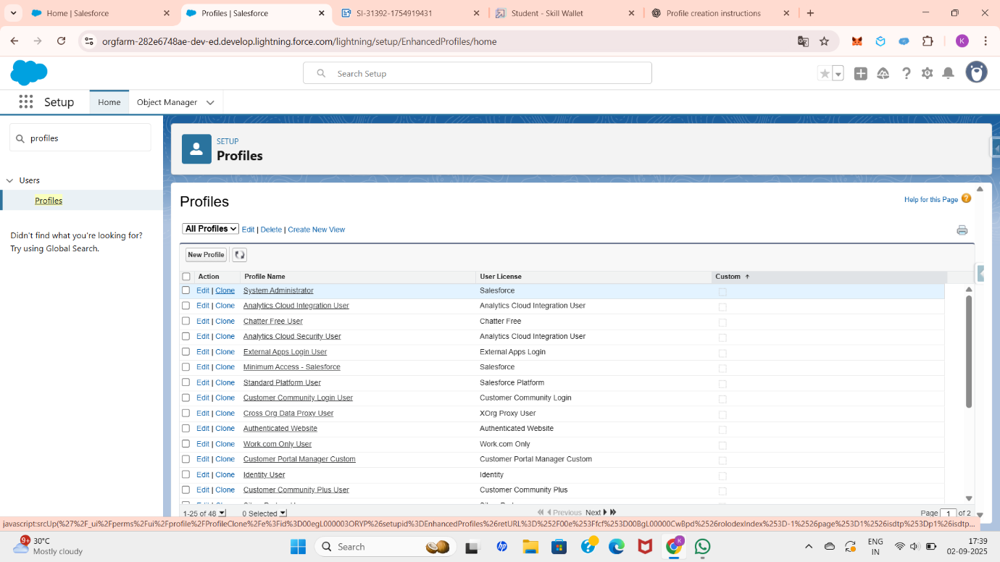 Home | Salesforce
Profiles | Salesforce
SI-31392-1754919431
Student - Skill Wallet
Profile creation instructions
orgfarm-282e6748ae-dev-ed.develop.lightning.force.com/lightning/setup/EnhancedProfiles/home
K
Search Setup
Setup
Home
Object Manager
profiles
Users
Profiles
Didn't find what you're looking for?
Try using Global Search.
SETUP
Profiles
Profiles
Help for this Page ?
All Profiles Edit | Delete | Create New View
New Profile
Action Profile Name User License Custom
Edit | Clone System Administrator Salesforce
Edit | Clone Analytics Cloud Integration User Analytics Cloud Integration User
Edit | Clone Chatter Free User Chatter Free
Edit | Clone Analytics Cloud Security User Analytics Cloud Integration User
Edit | Clone External Apps Login User External Apps Login
Edit | Clone Minimum Access - Salesforce Salesforce
Edit | Clone Standard Platform User Salesforce Platform
Edit | Clone Customer Community Login User Customer Community Login
Edit | Clone Cross Org Data Proxy User XOrg Proxy User
Edit | Clone Authenticated Website Authenticated Website
Edit | Clone Work.com Only User Work.com Only
Edit | Clone Customer Portal Manager Custom Customer Portal Manager Custom
Edit | Clone Identity User Identity
Edit | Clone Customer Community Plus User Customer Community Plus
1-25 of 48 0 Selected Previous Next Page 1 of 2
javascript:srcUp(%27%2F_ui%2Fperms%2Fui%2Fprofile%2FProfileClone%2Fe%3Fid%3D00egL000003ORYP%26setupid%3DEnhancedProfiles%26retURL%3D%252F00e%253Ffcf%253D00BgL00000CwBpd%2526rolodexIndex%253D-1%2526page%253D1%2526isdtp%253Dp1%26isdtp...
9+
30°C
Mostly cloudy
Search
K
ENG
IN
17:39
02-09-2025